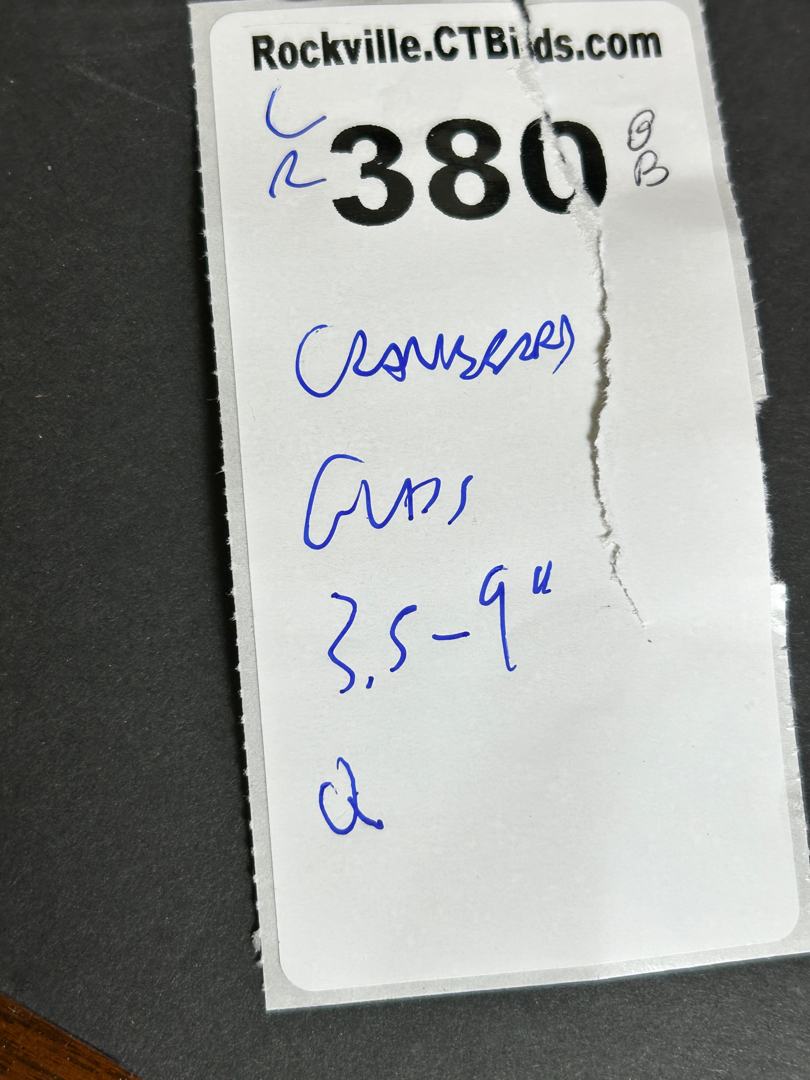 Rockville.CTBids.com
L
R
380
B
CRANBERRY
GLASS
3.5-9"